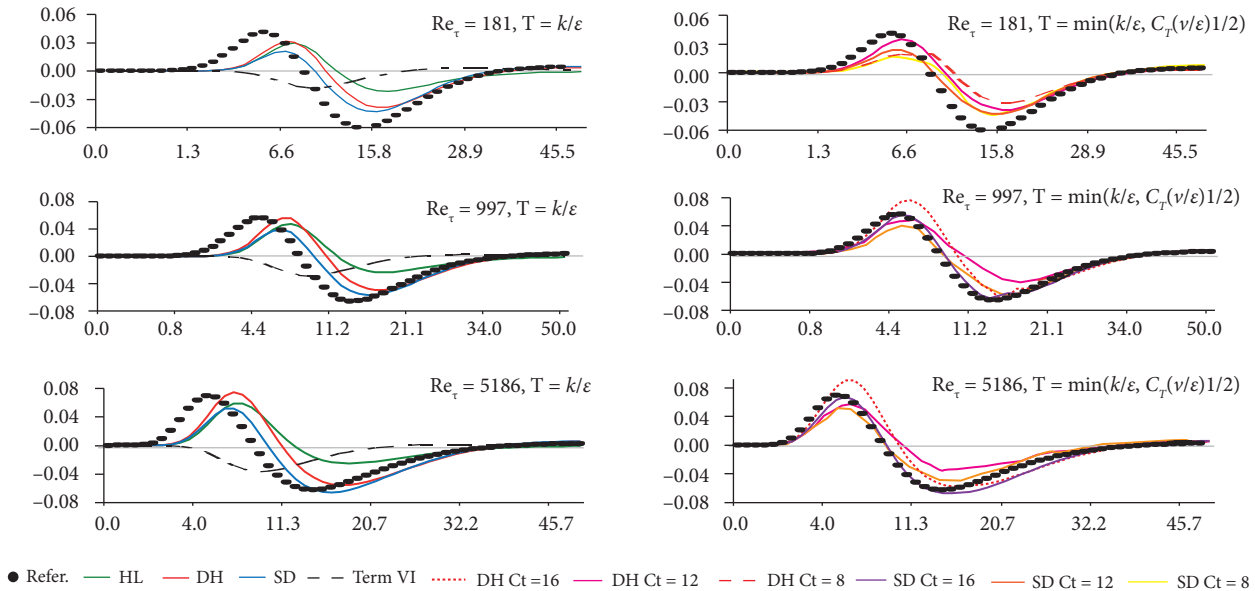 Re_τ = 181, T = k/ε
0.06
0.03
0.00
−0.03
−0.06
0.0 1.3 6.6 15.8 28.9 45.5
Re_τ = 181, T = min(k/ε, C_T(ν/ε)1/2)
0.06
0.03
0.00
−0.03
−0.06
0.0 1.3 6.6 15.8 28.9 45.5
Re_τ = 997, T = k/ε
0.08
0.04
0.00
−0.04
−0.08
0.0 0.8 4.4 11.2 21.1 34.0 50.0
Re_τ = 997, T = min(k/ε, C_T(ν/ε)1/2)
0.08
0.04
0.00
−0.04
−0.08
0.0 0.8 4.4 11.2 21.1 34.0 50.0
Re_τ = 5186, T = k/ε
0.08
0.04
0.00
−0.04
−0.08
0.0 4.0 11.3 20.7 32.2 45.7
Re_τ = 5186, T = min(k/ε, C_T(ν/ε)1/2)
0.08
0.04
0.00
−0.04
−0.08
0.0 4.0 11.3 20.7 32.2 45.7
Refer. HL DH SD Term VI DH Ct =16 DH Ct = 12 DH Ct = 8 SD Ct = 16 SD Ct = 12 SD Ct = 8